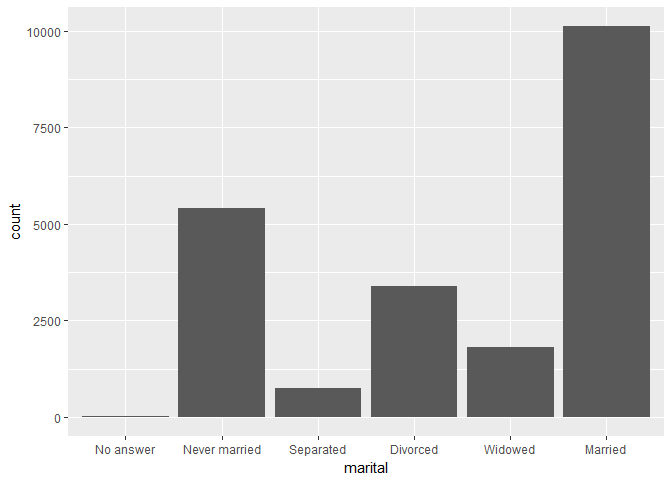 10000
7500
5000
2500
0
count
No answer Never married Separated Divorced Widowed Married
marital